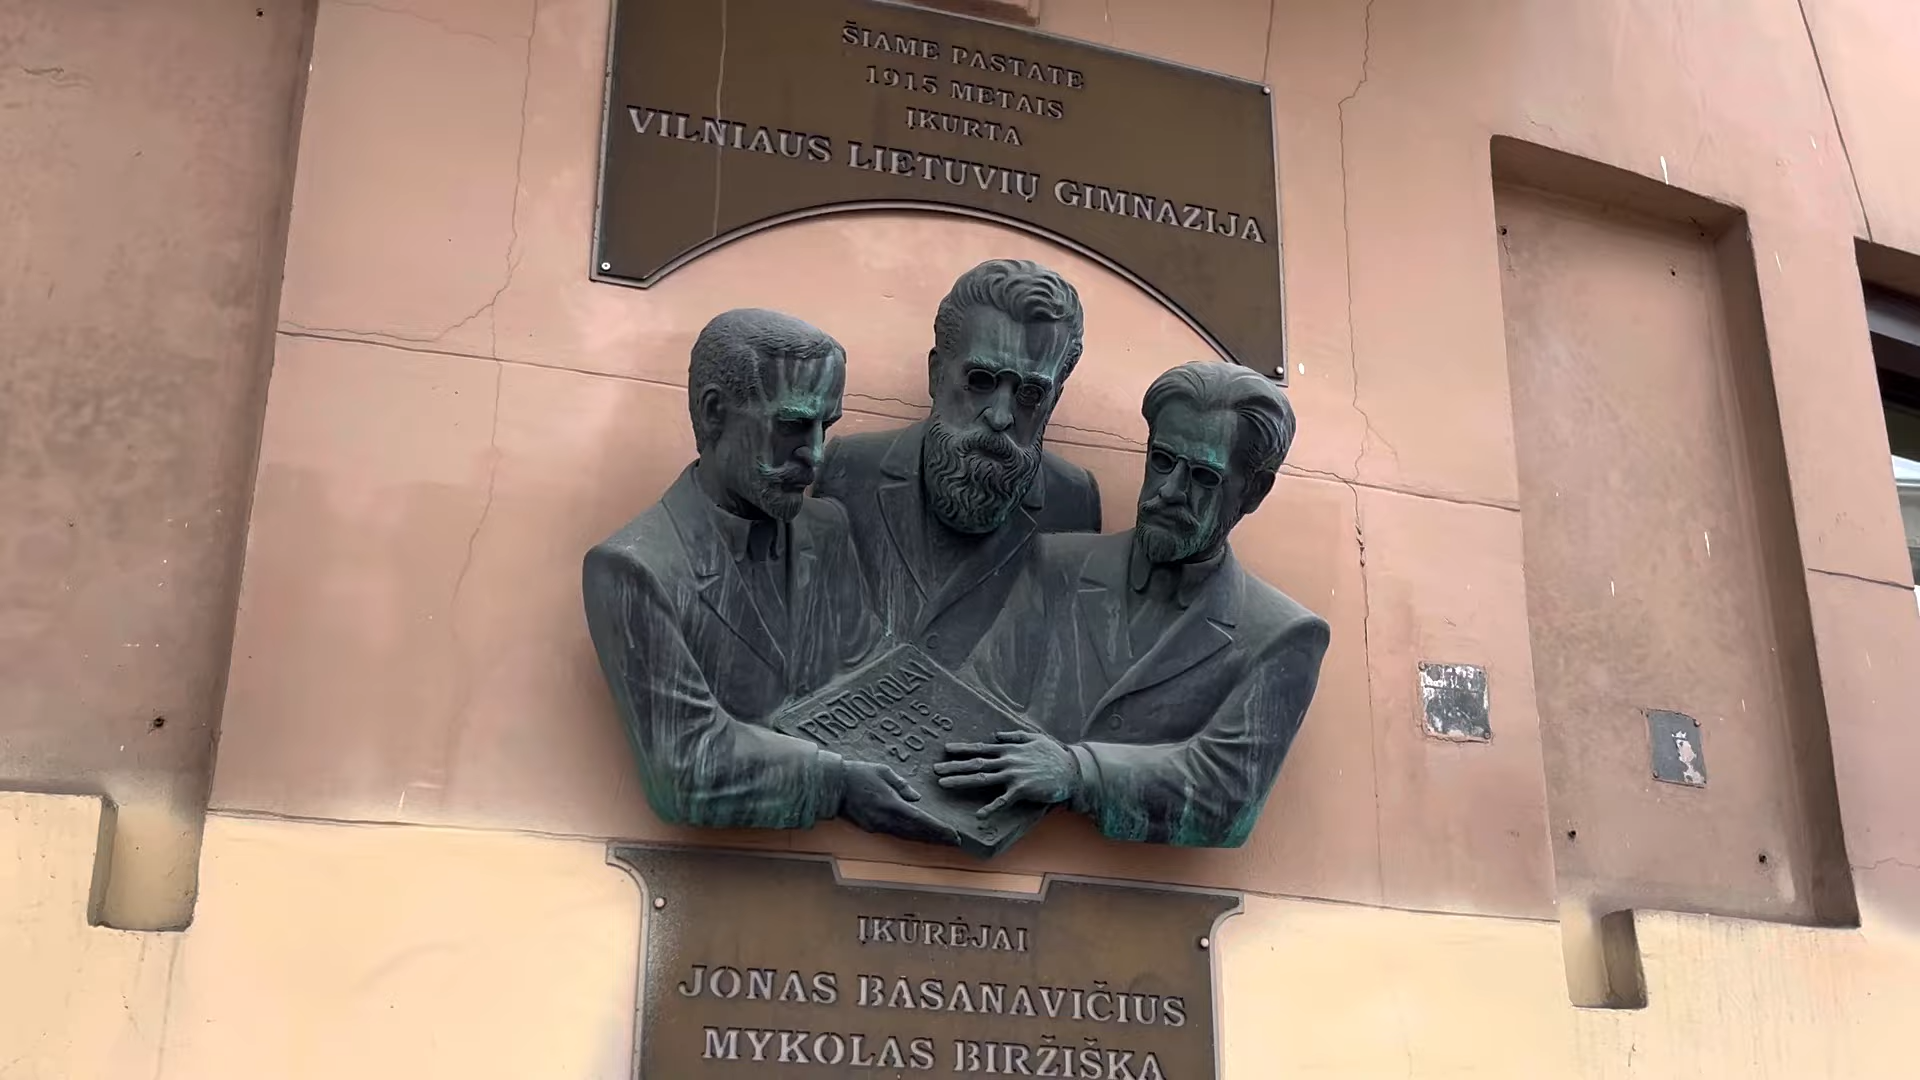 ŠIAME PASTATE
1915 METAIS
ĮKURTA
VILNIAUS LIETUVIŲ GIMNAZIJA
PROTOKOLAI
1915
2015
ĮKŪRĖJAI
JONAS BASANAVIČIUS
MYKOLAS BIRŽIŠKA